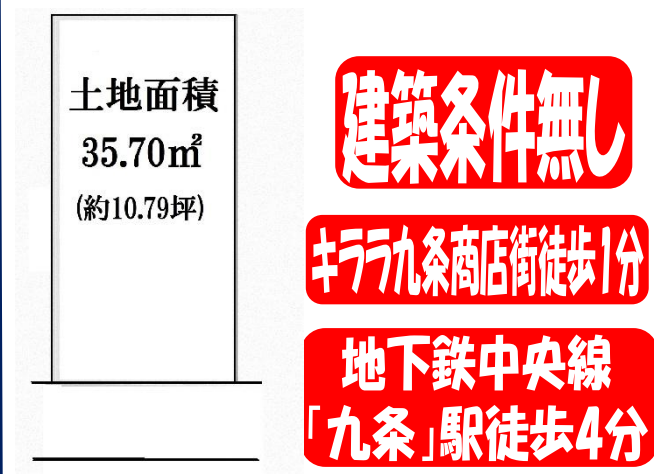 土地面積
35.70㎡
(約10.79坪)
建築条件無し
キララ九条商店街徒歩1分
地下鉄中央線
「九条」駅徒歩4分